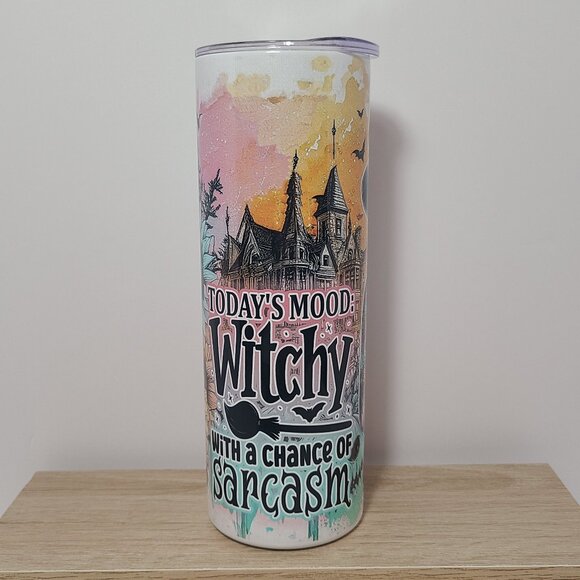 TODAY'S MOOD:
Witchy
WITH A CHANCE OF
Sarcasm